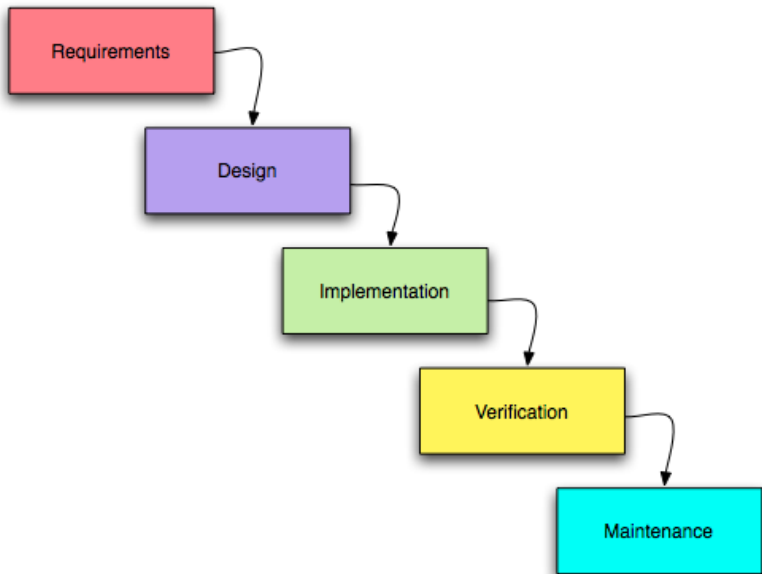 Requirements
Design
Implementation
Verification
Maintenance